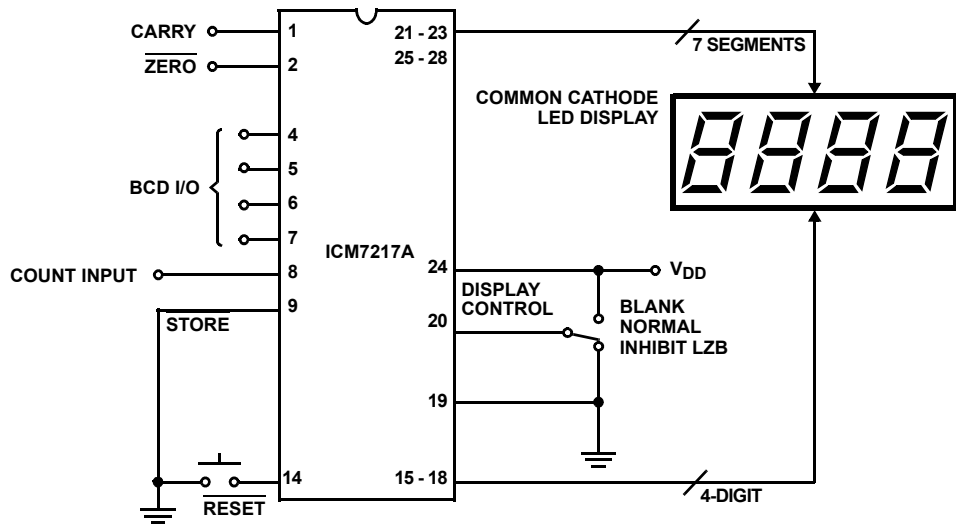 CARRY
ZERO
BCD I/O
COUNT INPUT
STORE
RESET
1
2
4
5
6
7
8
9
14
ICM7217A
21 - 23
25 - 28
24
20
19
15 - 18
7 SEGMENTS
COMMON CATHODE
LED DISPLAY
8888
VDD
DISPLAY
CONTROL
BLANK
NORMAL
INHIBIT LZB
4-DIGIT